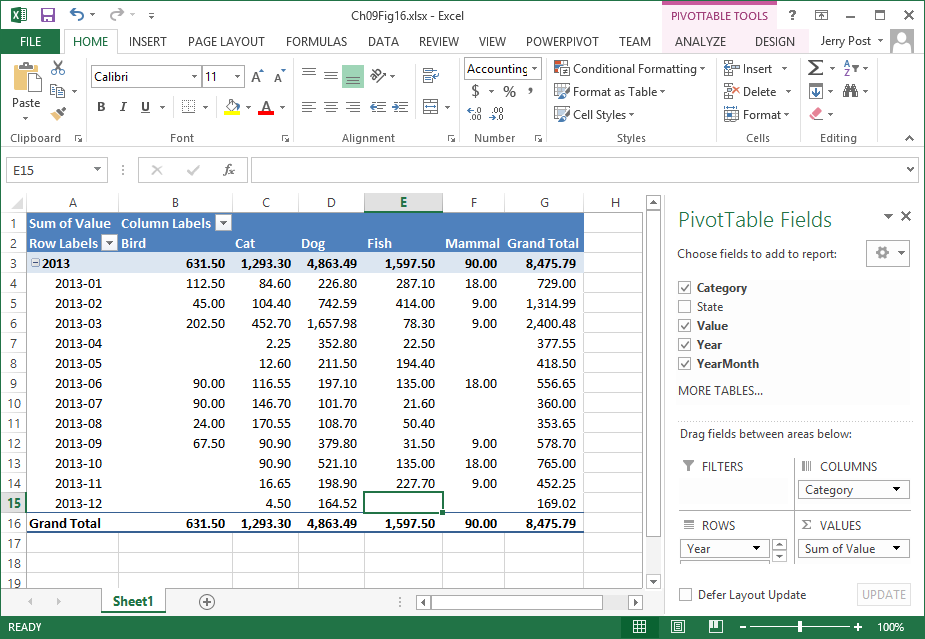 Ch09Fig16.xlsx - Excel
PIVOTTABLE TOOLS
?
FILE HOME INSERT PAGE LAYOUT FORMULAS DATA REVIEW VIEW POWERPIVOT TEAM ANALYZE DESIGN Jerry Post
Calibri 11 Accounting Conditional Formatting Insert Σ
Paste B I U A $ % , Format as Table Delete
Cell Styles Format
Clipboard Font Alignment Number Styles Cells Editing
E15 fx
A B C D E F G H
1 Sum of Value Column Labels
2 Row Labels Bird Cat Dog Fish Mammal Grand Total
3 2013 631.50 1,293.30 4,863.49 1,597.50 90.00 8,475.79
4 2013-01 112.50 84.60 226.80 287.10 18.00 729.00
5 2013-02 45.00 104.40 742.59 414.00 9.00 1,314.99
6 2013-03 202.50 452.70 1,657.98 78.30 9.00 2,400.48
7 2013-04 2.25 352.80 22.50 377.55
8 2013-05 12.60 211.50 194.40 418.50
9 2013-06 90.00 116.55 197.10 135.00 18.00 556.65
10 2013-07 90.00 146.70 101.70 21.60 360.00
11 2013-08 24.00 170.55 108.70 50.40 353.65
12 2013-09 67.50 90.90 379.80 31.50 9.00 578.70
13 2013-10 90.90 521.10 135.00 18.00 765.00
14 2013-11 16.65 198.90 227.70 9.00 452.25
15 2013-12 4.50 164.52 169.02
16 Grand Total 631.50 1,293.30 4,863.49 1,597.50 90.00 8,475.79
17
18
19
Sheet1
PivotTable Fields
Choose fields to add to report:
Category
State
Value
Year
YearMonth
MORE TABLES...
Drag fields between areas below:
FILTERS COLUMNS
Category
ROWS Σ VALUES
Year Sum of Value
Defer Layout Update UPDATE
READY 100%